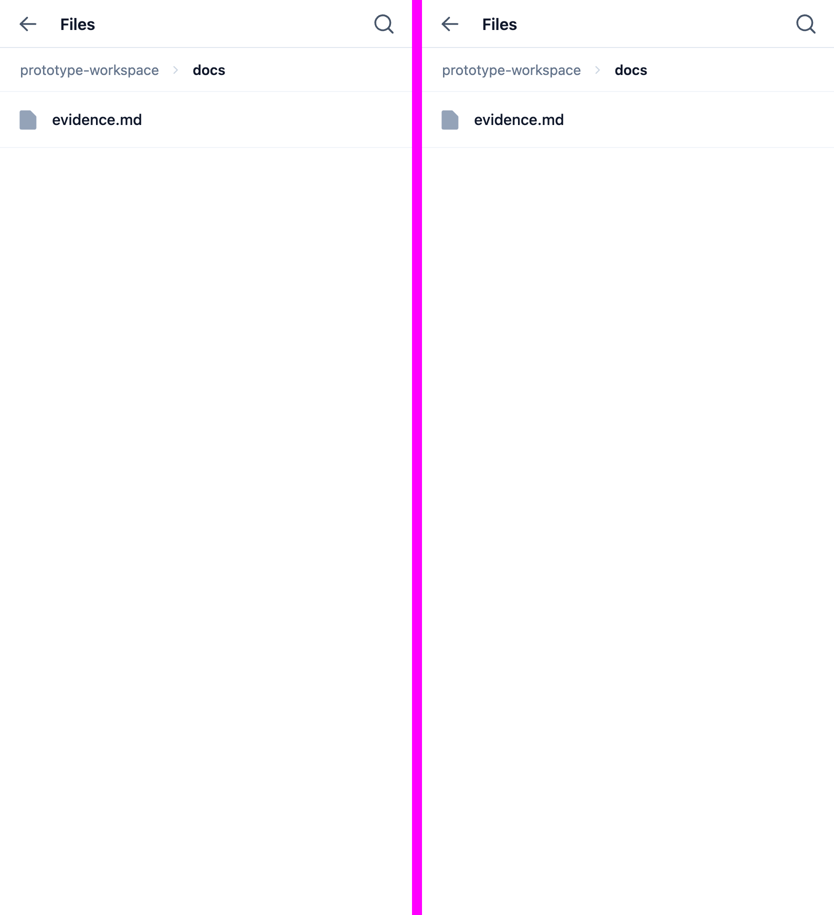 Files
prototype-workspace docs
evidence.md
Files
prototype-workspace docs
evidence.md